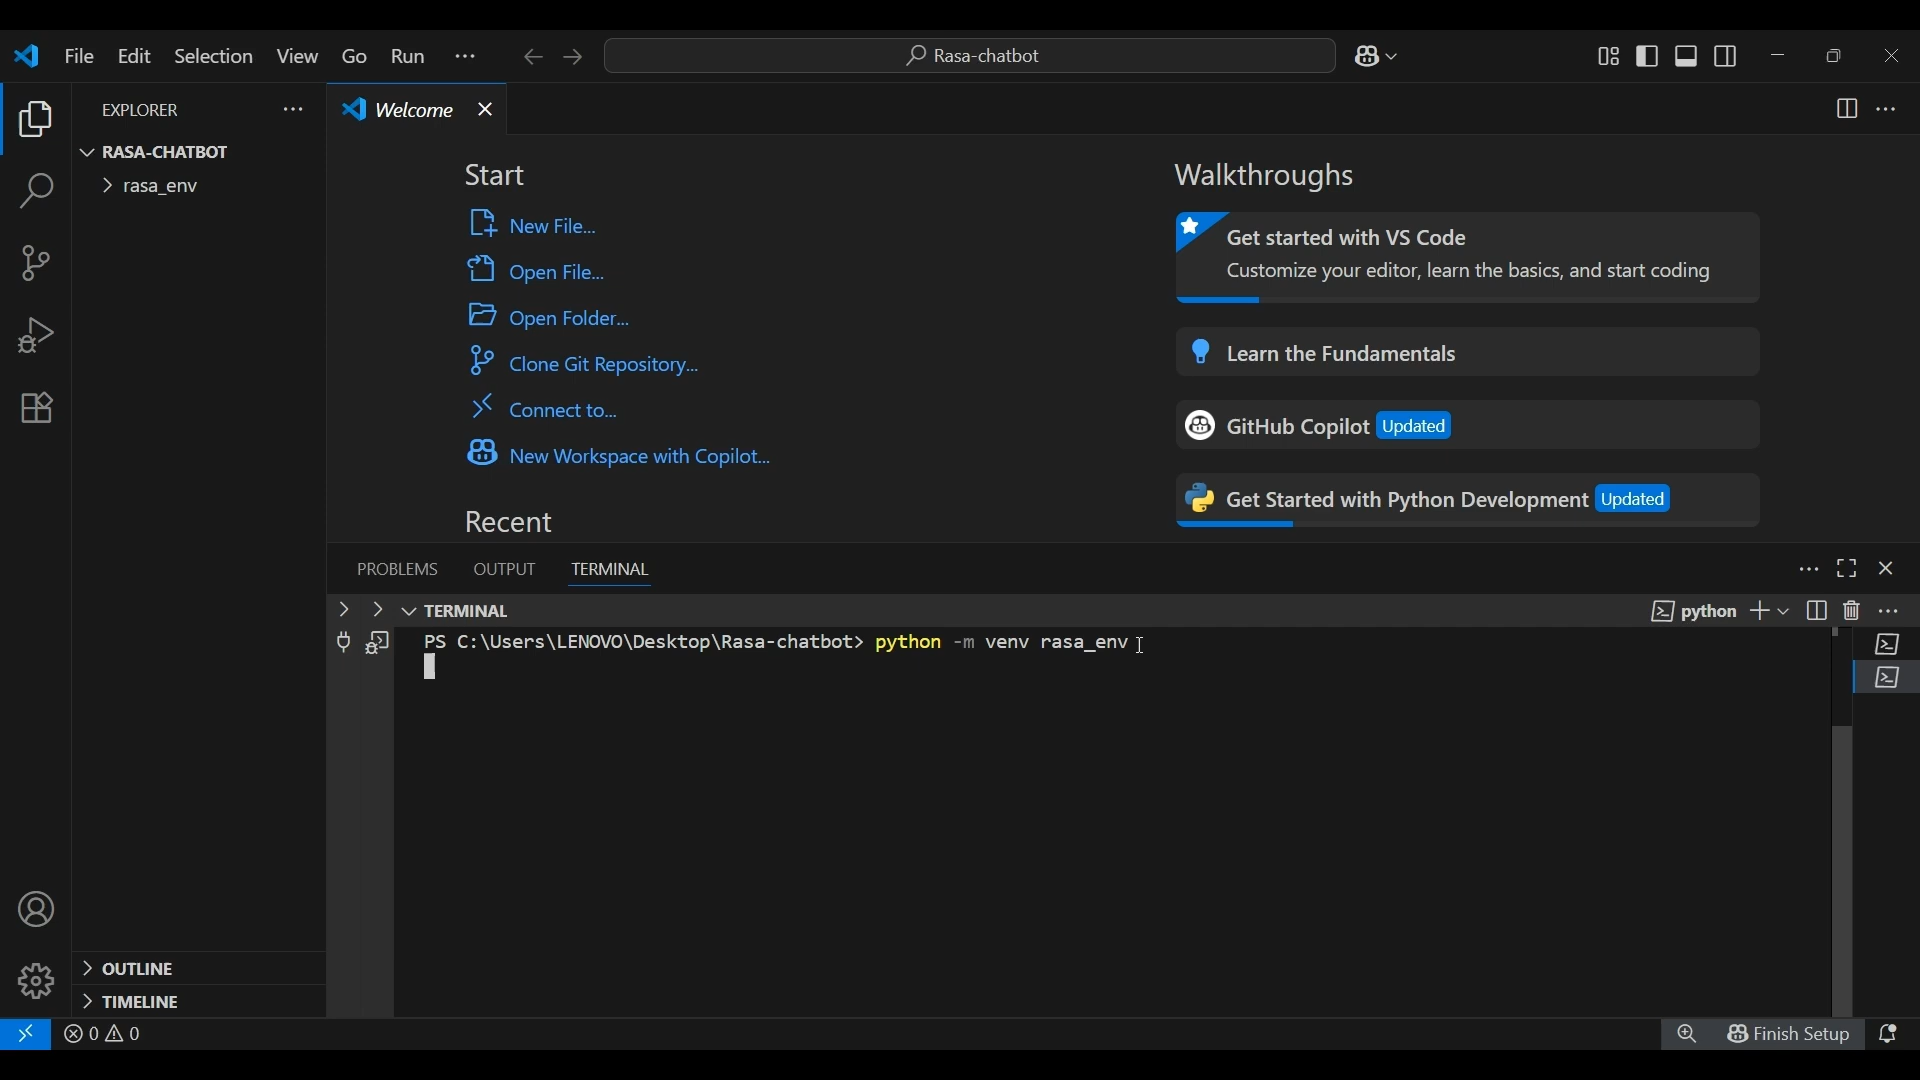 File Edit Selection View Go Run ··· Rasa-chatbot
EXPLORER ···
RASA-CHATBOT
rasa_env
Welcome
Start
New File...
Open File...
Open Folder...
Clone Git Repository...
Connect to...
New Workspace with Copilot...
Recent
Walkthroughs
Get started with VS Code
Customize your editor, learn the basics, and start coding
Learn the Fundamentals
GitHub Copilot Updated
Get Started with Python Development Updated
PROBLEMS OUTPUT TERMINAL
TERMINAL python
PS C:\Users\LENOVO\Desktop\Rasa-chatbot> python -m venv rasa_env
OUTLINE
TIMELINE
0 0 Finish Setup